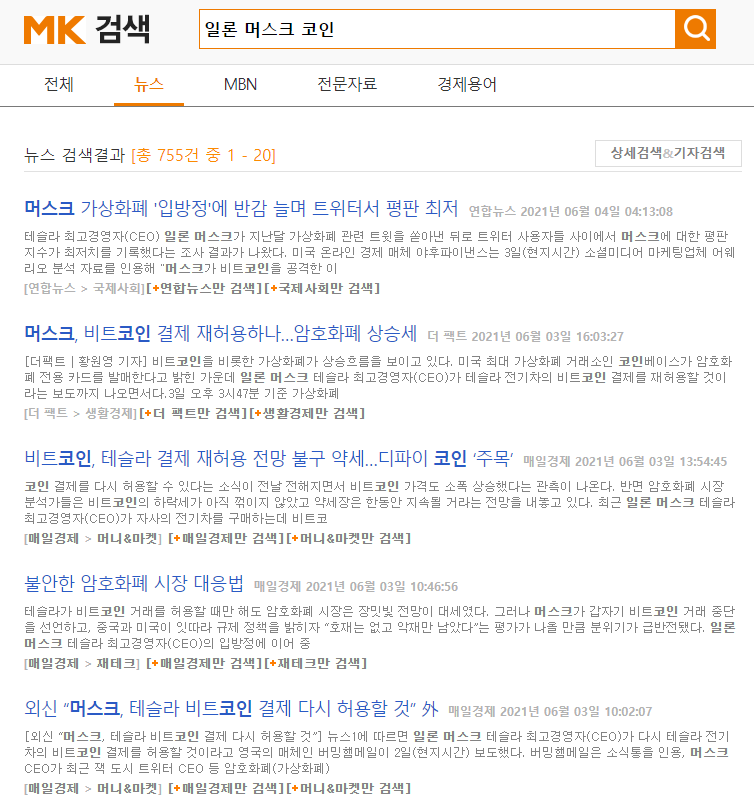 MK 검색
일론 머스크 코인
전체 뉴스 MBN 전문자료 경제용어
뉴스 검색결과 [총 755건 중 1 - 20] 상세검색&기자검색
머스크 가상화폐 '입방정'에 반감 늘며 트위터서 평판 최저 연합뉴스 2021년 06월 04일 04:13:08
테슬라 최고경영자(CEO) 일론 머스크가 지난달 가상화폐 관련 트윗을 쏟아낸 뒤로 트위터 사용자들 사이에서 머스크에 대한 평판
지수가 최저치를 기록했다는 조사 결과가 나왔다. 미국 온라인 경제 매체 야후파이낸스는 3일(현지시간) 소셜미디어 마케팅업체 어웨
리오 분석 자료를 인용해 "머스크가 비트코인을 공격한 이
[연합뉴스 > 국제사회][+연합뉴스만 검색][+국제사회만 검색]
머스크, 비트코인 결제 재허용하나...암호화폐 상승세 더 팩트 2021년 06월 03일 16:03:27
[더팩트 | 황원영 기자] 비트코인을 비롯한 가상화폐가 상승흐름을 보이고 있다. 미국 최대 가상화폐 거래소인 코인베이스가 암호화
폐 전용 카드를 발매한다고 밝힌 가운데 일론 머스크 테슬라 최고경영자(CEO)가 테슬라 전기차의 비트코인 결제를 재허용할 것이
라는 보도까지 나오면서다.3일 오후 3시47분 기준 가상화폐
[더 팩트 > 생활경제][+더 팩트만 검색][+생활경제만 검색]
비트코인, 테슬라 결제 재허용 전망 불구 약세...디파이 코인 ‘주목’ 매일경제 2021년 06월 03일 13:54:45
코인 결제를 다시 허용할 수 있다는 소식이 전날 전해지면서 비트코인 가격도 소폭 상승했다는 관측이 나온다. 반면 암호화폐 시장
분석가들은 비트코인의 하락세가 아직 꺾이지 않았고 약세장은 한동안 지속될 거라는 전망을 내놓고 있다. 최근 일론 머스크 테슬라
최고경영자(CEO)가 자사의 전기차를 구매하는데 비트코
[매일경제 > 머니&마켓] [+매일경제만 검색][+머니&마켓만 검색]
불안한 암호화폐 시장 대응법 매일경제 2021년 06월 03일 10:46:56
테슬라가 비트코인 거래를 허용할 때만 해도 암호화폐 시장은 장밋빛 전망이 대세였다. 그러나 머스크가 갑자기 비트코인 거래 중단
을 선언하고, 중국과 미국이 잇따라 규제 정책을 밝히자 “호재는 없고 악재만 남았다”는 평가가 나올 만큼 분위기가 급반전됐다. 일론
머스크 테슬라 최고경영자(CEO)의 입방정에 이어 중
[매일경제 > 재테크] [+매일경제만 검색][+재테크만 검색]
외신 “머스크, 테슬라 비트코인 결제 다시 허용할 것” 외 매일경제 2021년 06월 03일 10:02:07
[외신 “머스크, 테슬라 비트코인 결제 다시 허용할 것”] 뉴스1에 따르면 일론 머스크 테슬라 최고경영자(CEO)가 다시 테슬라 전기
차의 비트코인 결제를 허용할 것이라고 영국의 매체인 버밍햄메일이 2일(현지시간) 보도했다. 버밍햄메일은 소식통을 인용, 머스크
CEO가 최근 잭 도시 트위터 CEO 등 암호화폐(가상화폐)
[매일경제 > 머니&마켓] [+매일경제만 검색][+머니&마켓만 검색]